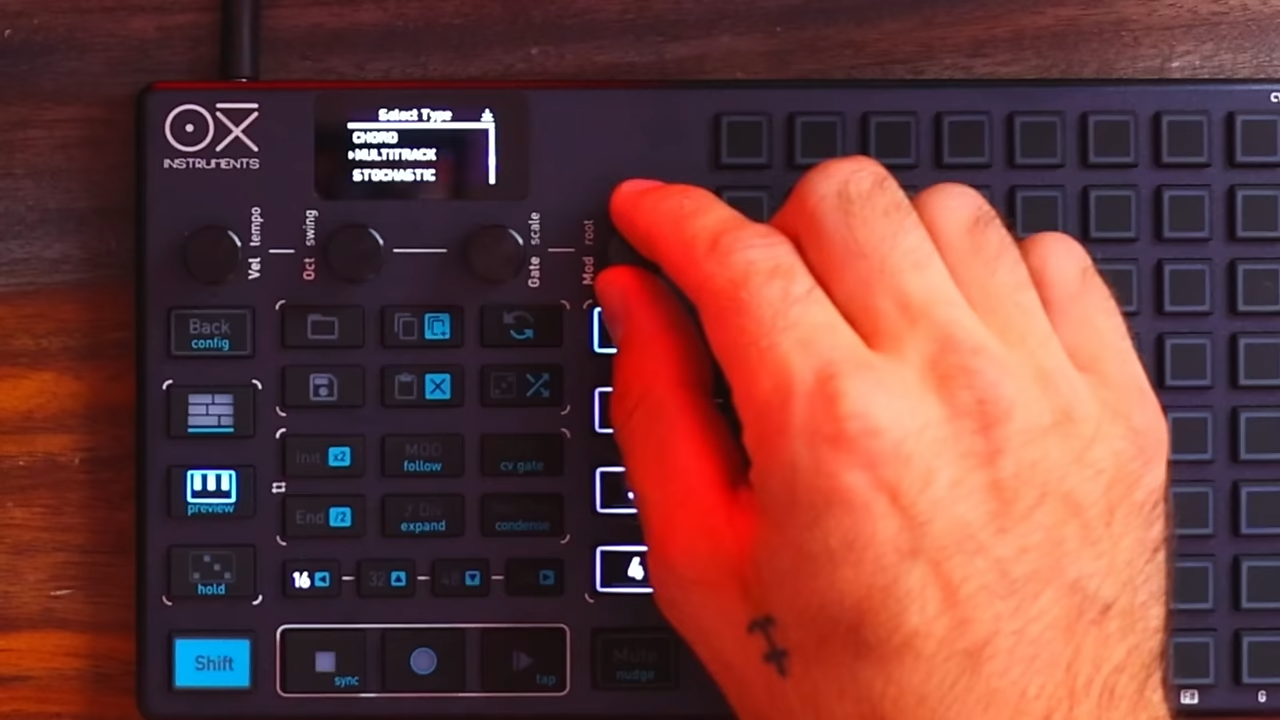 OX
INSTRUMENTS
Select Type
CHORD
MULTITRACK
STOCHASTIC
Vel tempo
Oct swing
Gate scale
Mod root
Back
config
preview
hold
Shift
Init x2
MOD
follow
cv gate
End /2
Div
expand
condense
16
32
48
4
sync
tap
Mute
nudge
F#
G